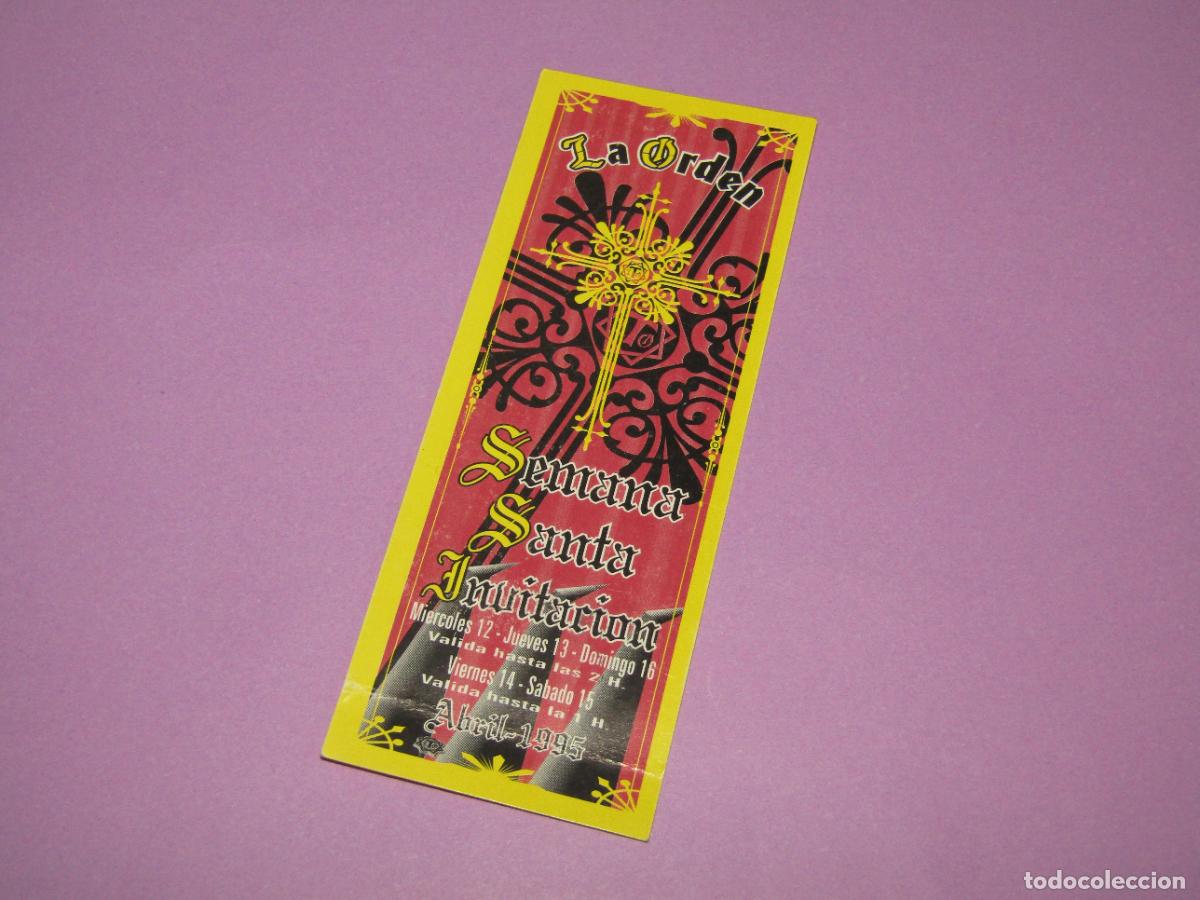 La Orden
Semana
Santa
Invitacion
Miercoles 12 - Jueves 13 - Domingo 16
Valida hasta las 2 H.
Viernes 14 - Sabado 15
Valida hasta la 1 H.
Abril-1995
todocoleccion